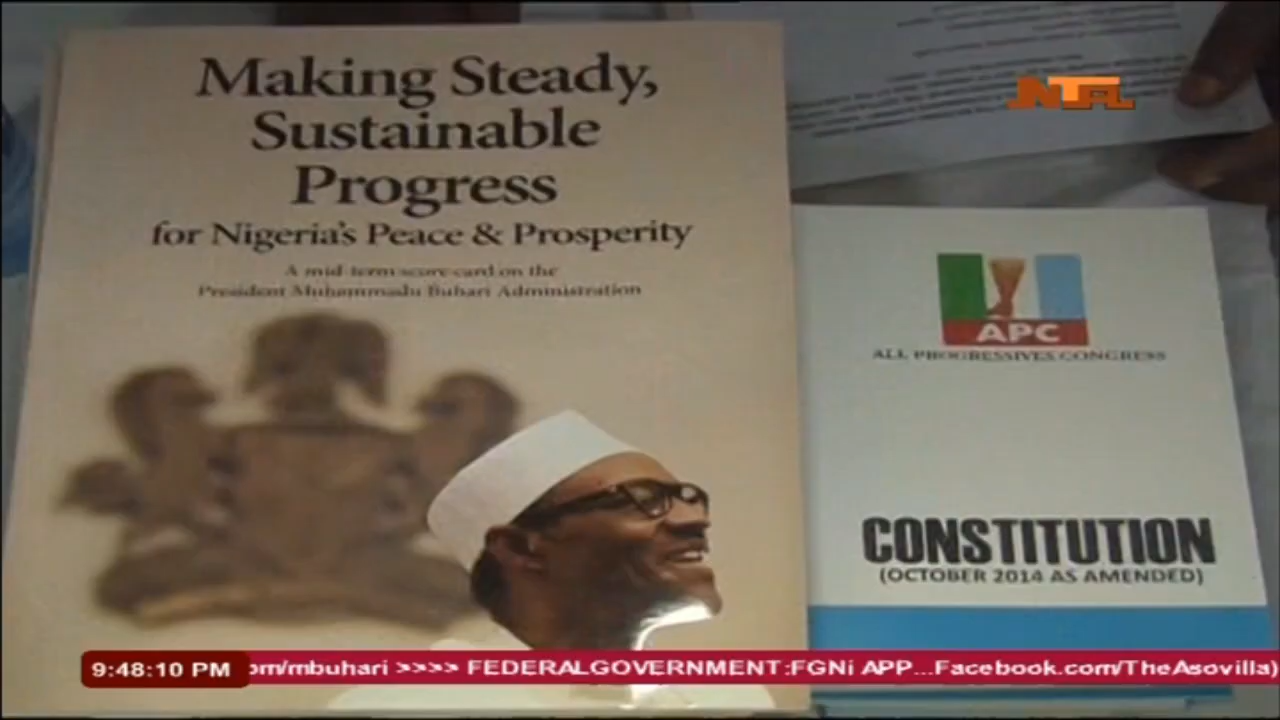 Making Steady,
Sustainable
Progress
for Nigeria's Peace & Prosperity
A mid-term score-card on the
President Muhammadu Buhari Administration
NTA
APC
ALL PROGRESSIVES CONGRESS
CONSTITUTION
(OCTOBER 2014 AS AMENDED)
9:48:10 PM
om/mbuhari >>>> FEDERALGOVERNMENT:FGNi APP...Facebook.com/TheAsovilla)